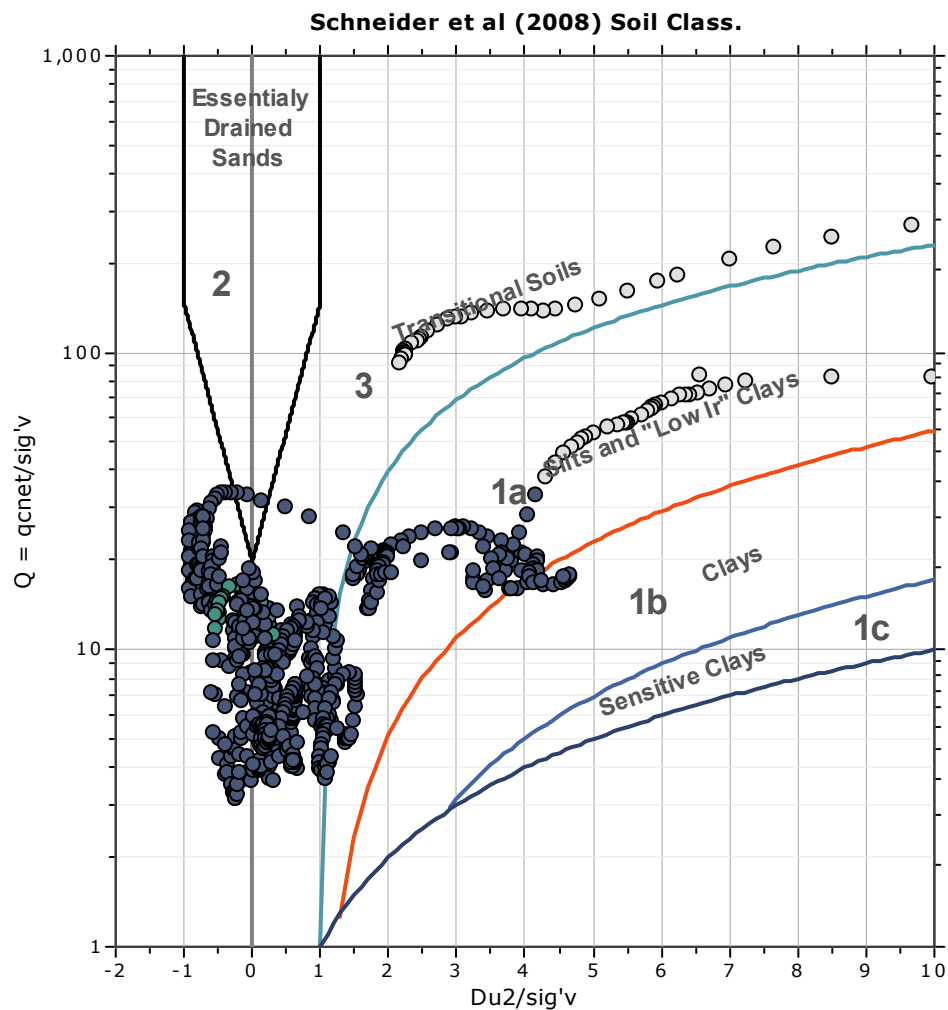 Schneider et al (2008) Soil Class.
1,000
Essentialy
Drained
Sands
2
Transitional Soils
100
3
Silts and "Low Ir" Clays
1a
Q = qcnet/sig'v
Clays
1b
10
1c
Sensitive Clays
1
-2 -1 0 1 2 3 4 5 6 7 8 9 10
Du2/sig'v